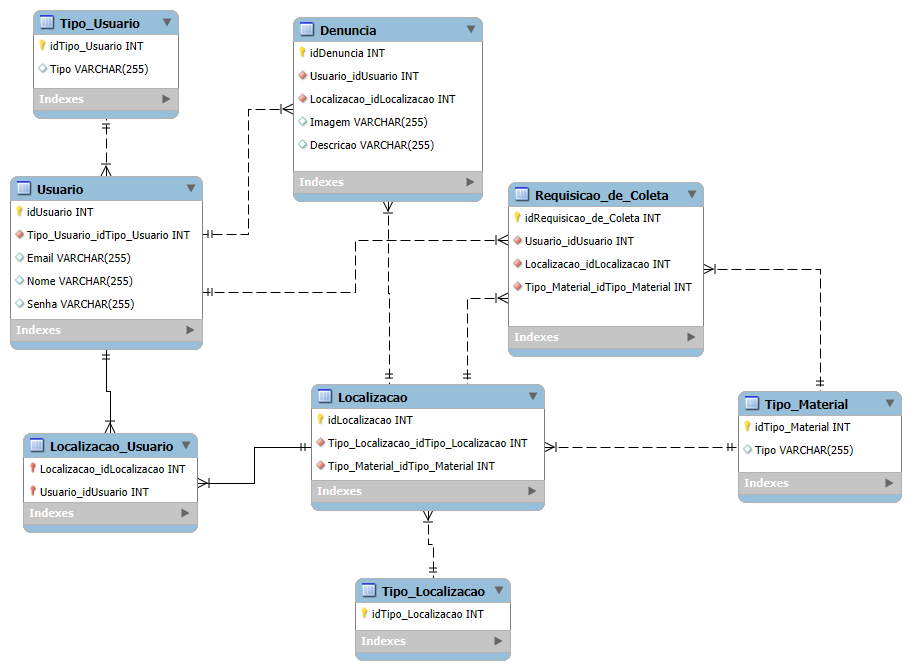 Tipo_Usuario
idTipo_Usuario INT
Tipo VARCHAR(255)
Indexes
Denuncia
idDenuncia INT
Usuario_idUsuario INT
Localizacao_idLocalizacao INT
Imagem VARCHAR(255)
Descricao VARCHAR(255)
Indexes
Usuario
idUsuario INT
Tipo_Usuario_idTipo_Usuario INT
Email VARCHAR(255)
Nome VARCHAR(255)
Senha VARCHAR(255)
Indexes
Requisicao_de_Coleta
idRequisicao_de_Coleta INT
Usuario_idUsuario INT
Localizacao_idLocalizacao INT
Tipo_Material_idTipo_Material INT
Indexes
Localizacao
idLocalizacao INT
Tipo_Localizacao_idTipo_Localizacao INT
Tipo_Material_idTipo_Material INT
Indexes
Tipo_Material
idTipo_Material INT
Tipo VARCHAR(255)
Indexes
Localizacao_Usuario
Localizacao_idLocalizacao INT
Usuario_idUsuario INT
Indexes
Tipo_Localizacao
idTipo_Localizacao INT
Indexes